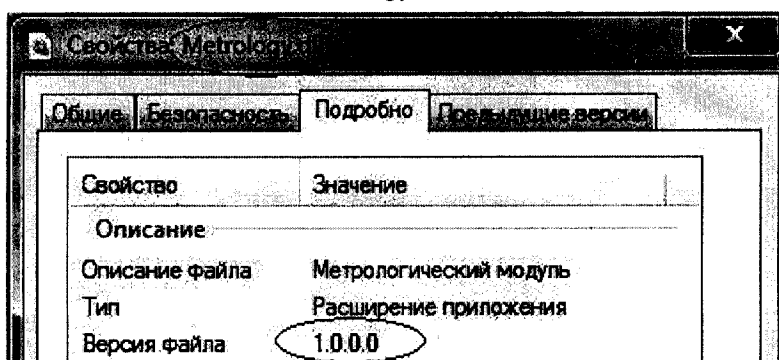 Свойства: Metrology.dll
Общие Безопасность Подробно Предыдущие версии
Свойство Значение
Описание
Описание файла Метрологический модуль
Тип Расширение приложения
Версия файла 1.0.0.0